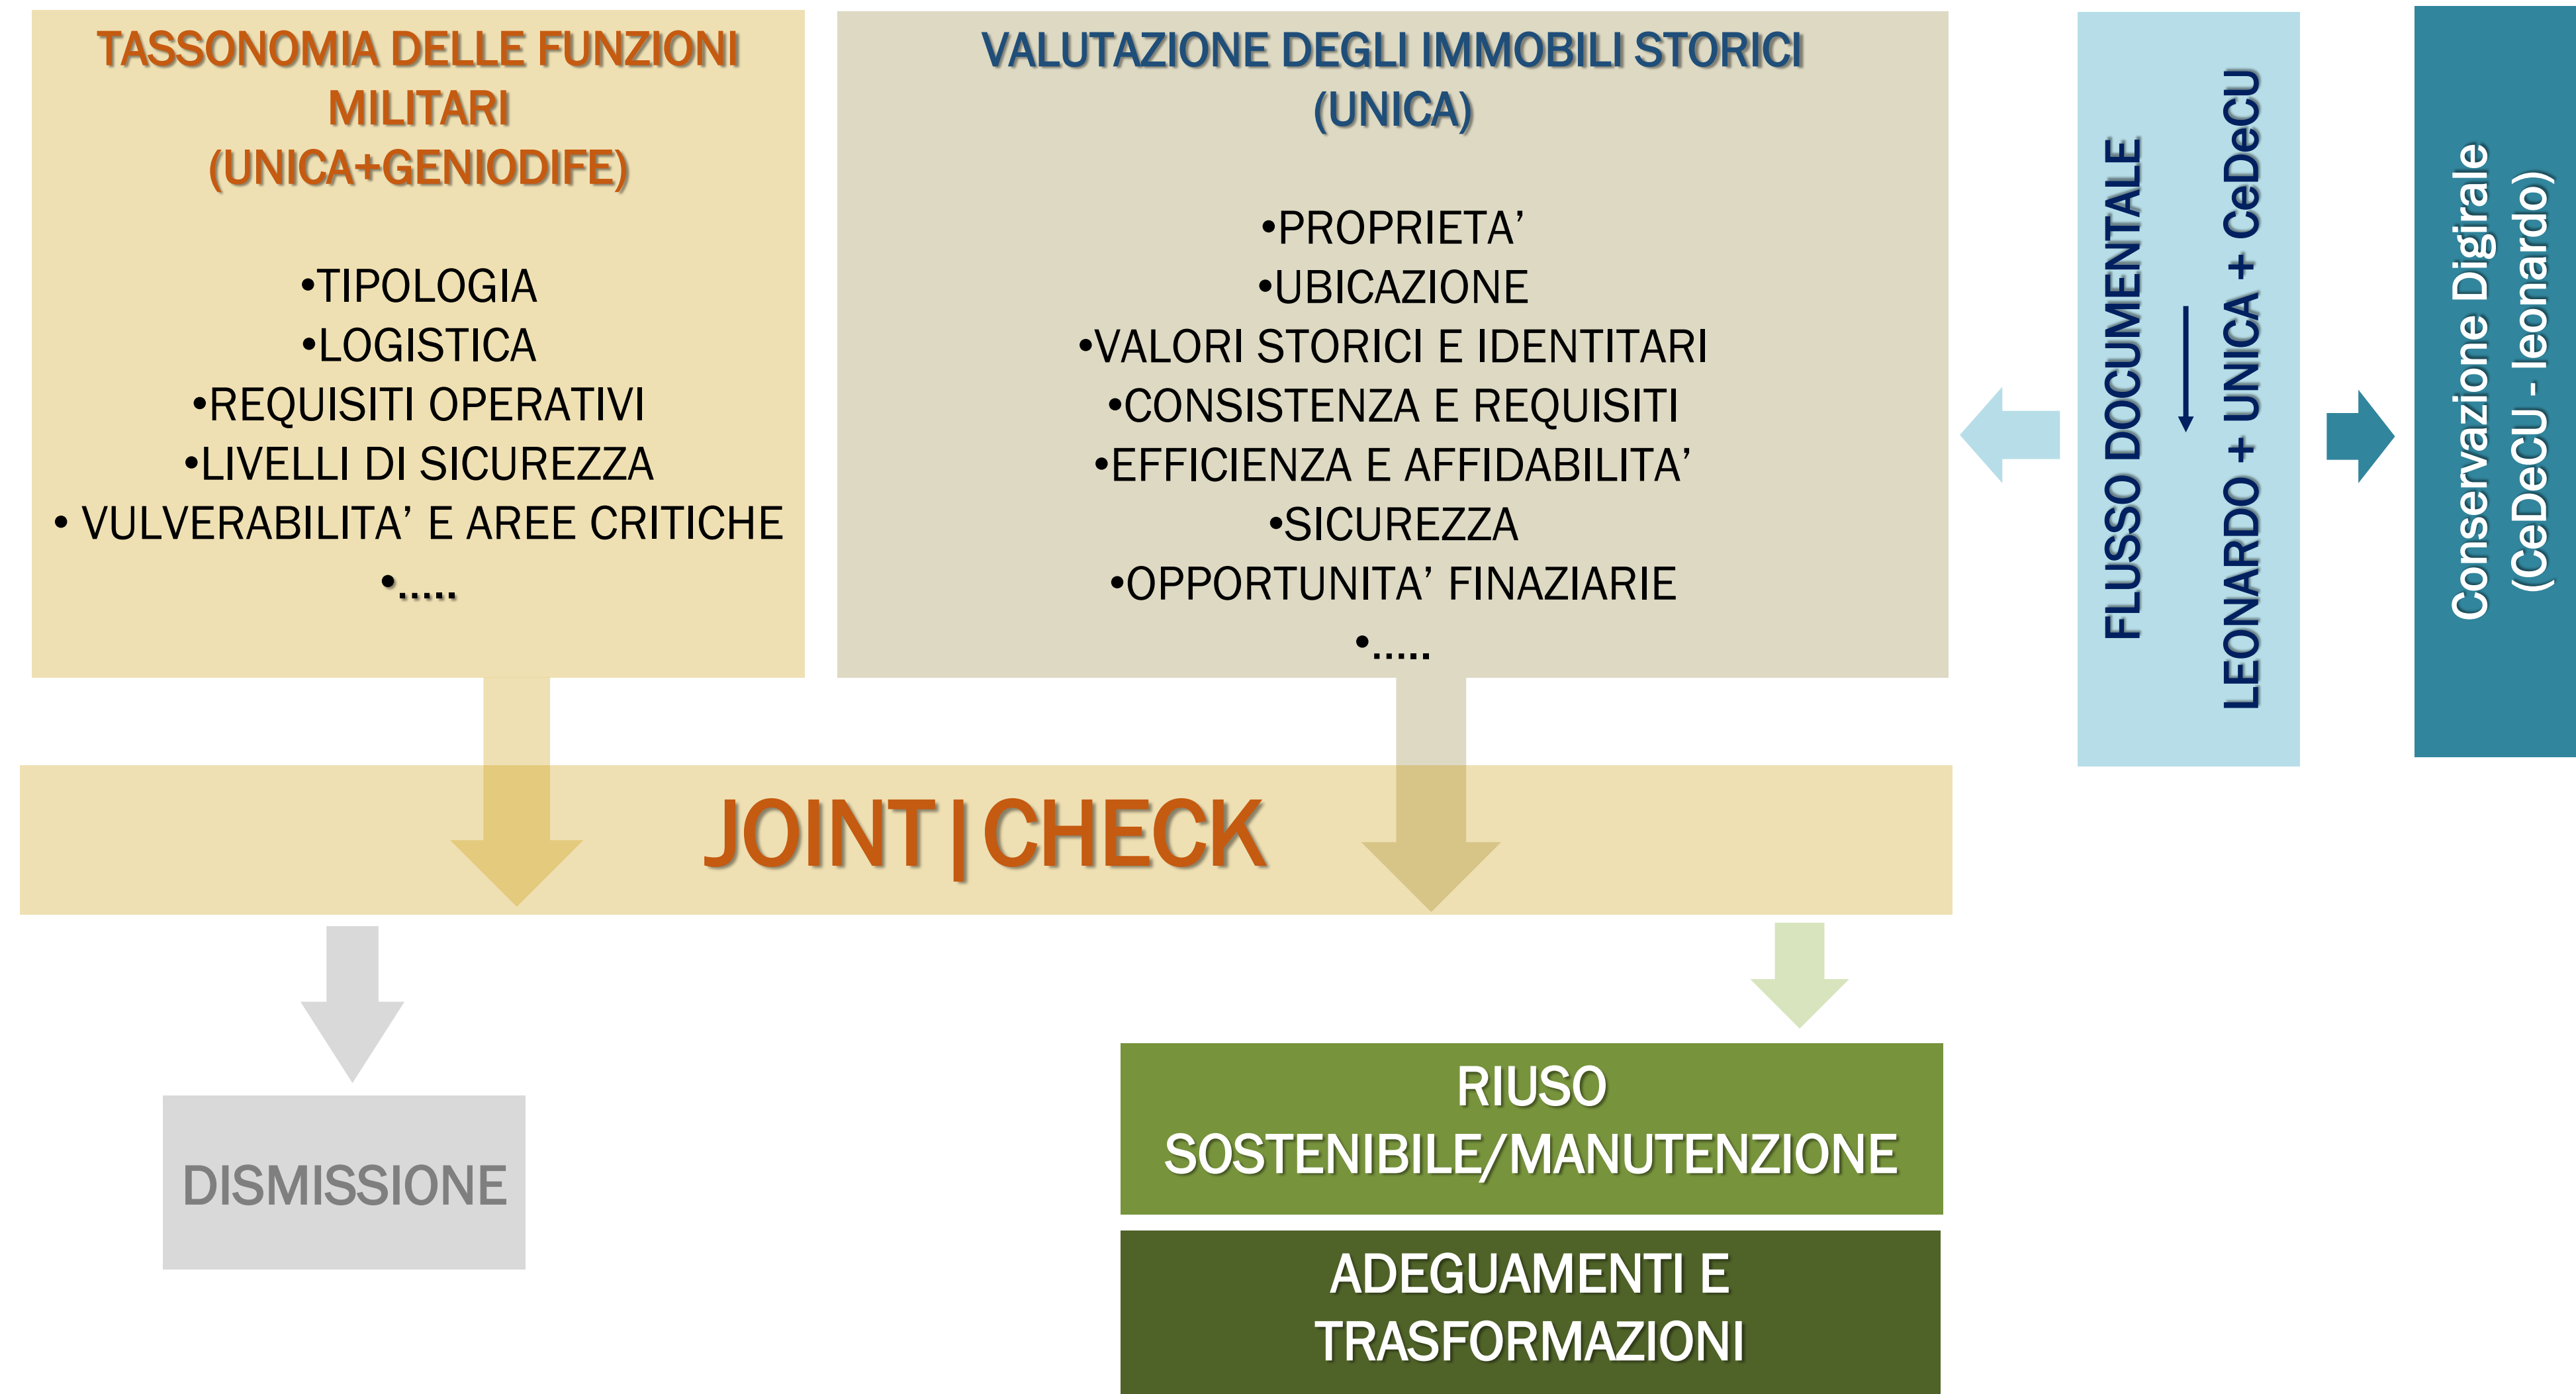 TASSONOMIA DELLE FUNZIONI
MILITARI
(UNICA+GENIODIFE)
•TIPOLOGIA
•LOGISTICA
•REQUISITI OPERATIVI
•LIVELLI DI SICUREZZA
• VULVERABILITA’ E AREE CRITICHE
•.....
VALUTAZIONE DEGLI IMMOBILI STORICI
(UNICA)
•PROPRIETA’
•UBICAZIONE
•VALORI STORICI E IDENTITARI
•CONSISTENZA E REQUISITI
•EFFICIENZA E AFFIDABILITA’
•SICUREZZA
•OPPORTUNITA’ FINAZIARIE
•.....
FLUSSO DOCUMENTALE
LEONARDO + UNICA + CeDeCU
Conservazione Digirale
(CeDeCU - leonardo)
JOINT|CHECK
DISMISSIONE
RIUSO
SOSTENIBILE/MANUTENZIONE
ADEGUAMENTI E
TRASFORMAZIONI